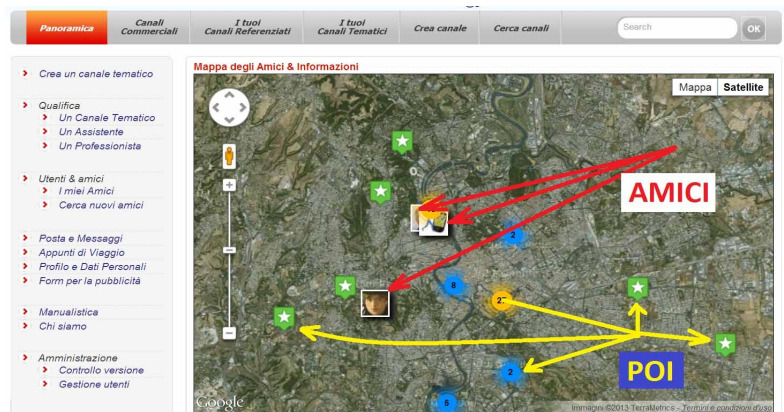 Panoramica
Canali
Commerciali
I tuoi
Canali Referenziati
I tuoi
Canali Tematici
Crea canale
Cerca canali
Search
OK
Crea un canale tematico
Qualifica
Un Canale Tematico
Un Assistente
Un Professionista
Utenti & amici
I miei Amici
Cerca nuovi amici
Posta e Messaggi
Appunti di Viaggio
Profilo e Dati Personali
Form per la pubblicità
Manualistica
Chi siamo
Amministrazione
Controllo versione
Gestione utenti
Mappa degli Amici & Informazioni
Mappa
Satellite
AMICI
2
8
POI
2
6
Google
Immagini ©2013 TerraMetrics - Termini e condizioni d'uso